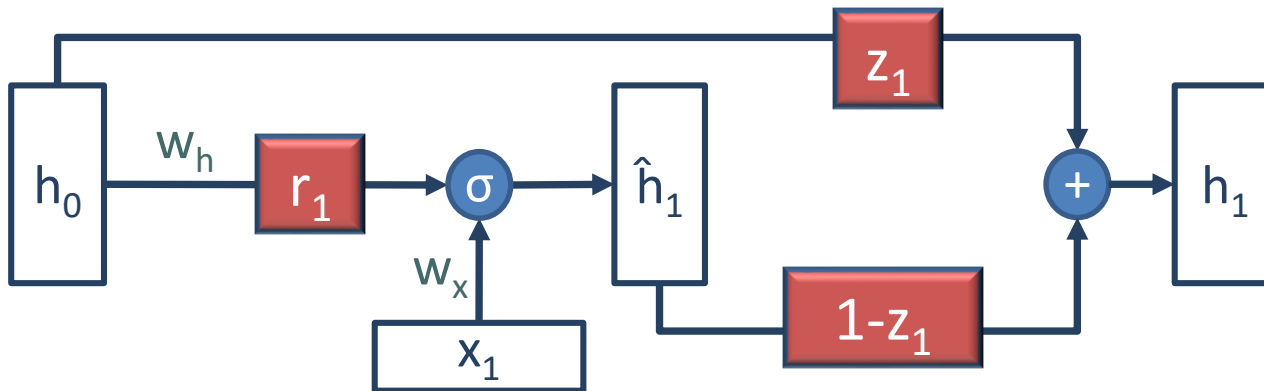 z₁
h₀
wₕ
r₁
σ
ĥ₁
+
h₁
wₓ
1-z₁
x₁